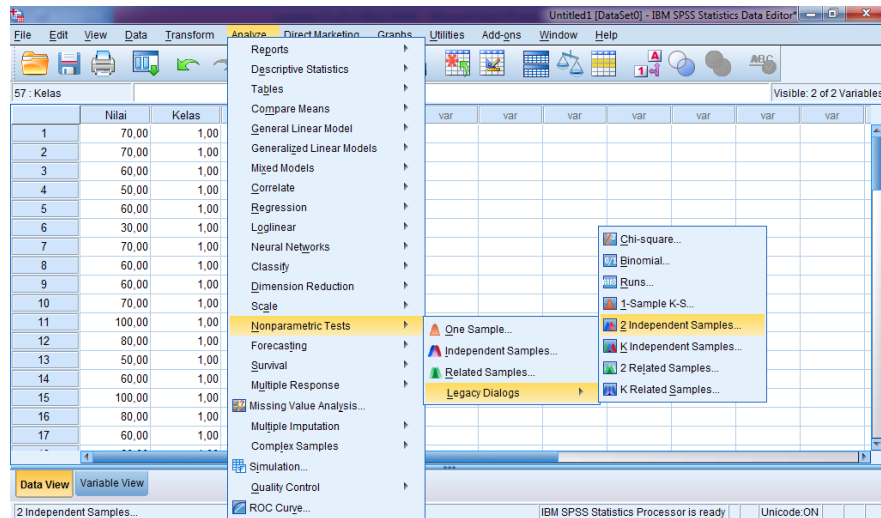 Untitled1 [DataSet0] - IBM SPSS Statistics Data Editor*
File Edit View Data Transform Analyze Direct Marketing Graphs Utilities Add-ons Window Help
57 : Kelas
Visible: 2 of 2 Variables
Nilai Kelas var var var var var var var
1 70,00 1,00
2 70,00 1,00
3 60,00 1,00
4 50,00 1,00
5 60,00 1,00
6 30,00 1,00
7 70,00 1,00
8 60,00 1,00
9 60,00 1,00
10 70,00 1,00
11 100,00 1,00
12 80,00 1,00
13 50,00 1,00
14 60,00 1,00
15 100,00 1,00
16 80,00 1,00
17 60,00 1,00
Reports
Descriptive Statistics
Tables
Compare Means
General Linear Model
Generalized Linear Models
Mixed Models
Correlate
Regression
Loglinear
Neural Networks
Classify
Dimension Reduction
Scale
Nonparametric Tests
Forecasting
Survival
Multiple Response
Missing Value Analysis...
Multiple Imputation
Complex Samples
Simulation...
Quality Control
ROC Curve...
One Sample...
Independent Samples...
Related Samples...
Legacy Dialogs
Chi-square...
Binomial...
Runs...
1-Sample K-S...
2 Independent Samples...
K Independent Samples...
2 Related Samples...
K Related Samples...
Data View Variable View
2 Independent Samples...
IBM SPSS Statistics Processor is ready
Unicode:ON